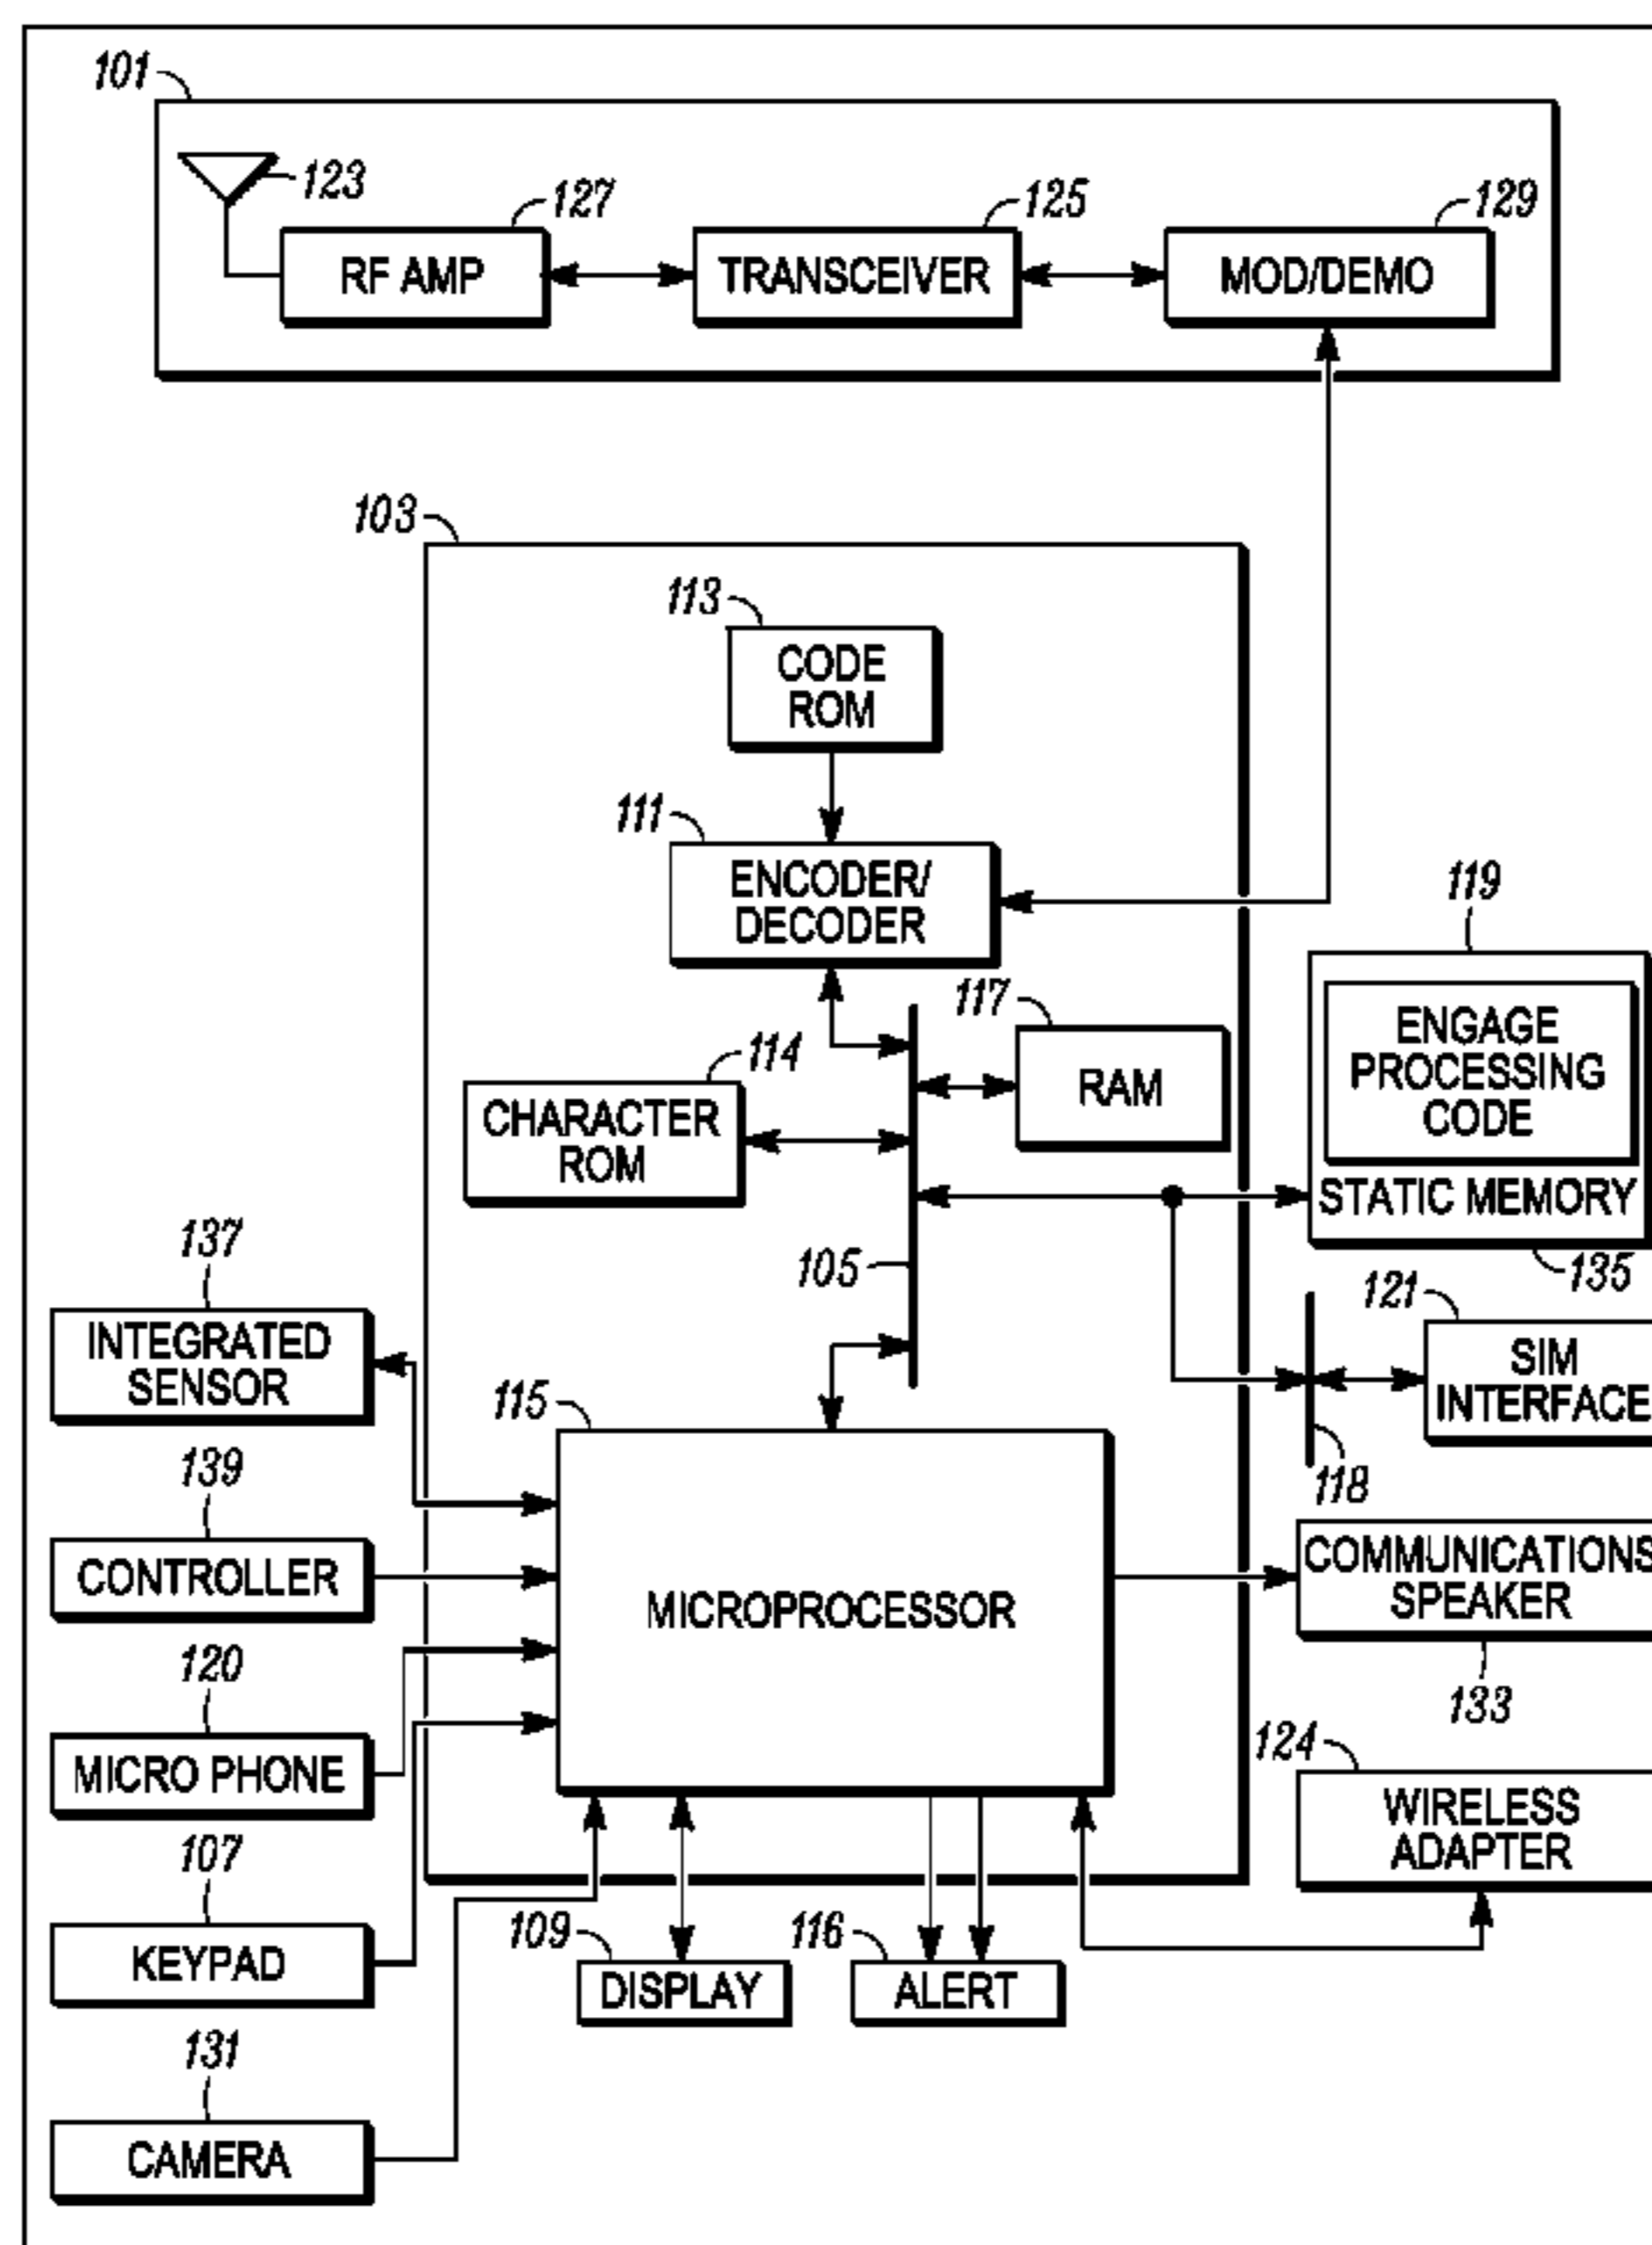 101
123
127
125
129
RF AMP
TRANSCEIVER
MOD/DEMO
103
113
CODE
ROM
111
ENCODER/
DECODER
119
117
ENGAGE
PROCESSING
CODE
114
RAM
CHARACTER
ROM
STATIC MEMORY
137
105
135
121
INTEGRATED
SENSOR
SIM
INTERFACE
115
139
118
CONTROLLER
COMMUNICATIONS
SPEAKER
MICROPROCESSOR
120
133
124
MICRO PHONE
WIRELESS
ADAPTER
107
109
116
KEYPAD
DISPLAY
ALERT
131
CAMERA